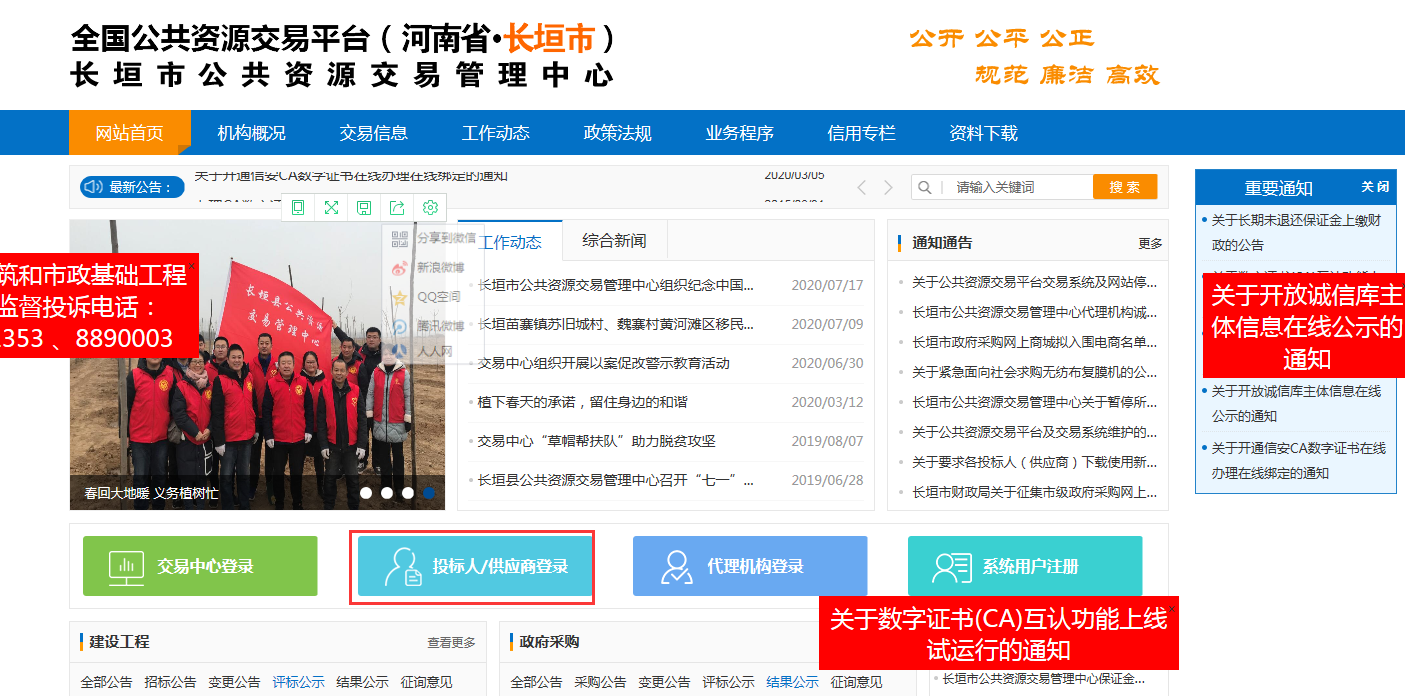 全国公共资源交易平台（河南省•长垣市）
长垣市公共资源交易管理中心
公开 公平 公正
规范 廉洁 高效
网站首页
机构概况
交易信息
工作动态
政策法规
业务程序
信用专栏
资料下载
最新公告：
关于开通信安CA数字证书在线办理在线绑定的通知
2020/03/05
请输入关键词
搜 索
重要通知
关 闭
关于长期未退还保证金上缴财
政的公告
关于开放诚信库主
体信息在线公示的
通知
关于开放诚信库主体信息在线
公示的通知
关于开通信安CA数字证书在线
办理在线绑定的通知
筑和市政基础工程
监督投诉电话：
353 、8890003
长垣县公共资源
交易管理中心
春回大地暖 义务植树忙
分享到微信
新浪微博
QQ空间
腾讯微博
人人网
工作动态
综合新闻
长垣市公共资源交易管理中心组织纪念中国...
2020/07/17
长垣苗寨镇苏旧城村、魏寨村黄河滩区移民...
2020/07/09
交易中心组织开展以案促改警示教育活动
2020/06/30
植下春天的承诺，留住身边的和谐
2020/03/12
交易中心“草帽帮扶队”助力脱贫攻坚
2019/08/07
长垣县公共资源交易管理中心召开“七一”...
2019/06/28
通知通告
更多
关于公共资源交易平台交易系统及网站停...
长垣市公共资源交易管理中心代理机构诚...
长垣市政府采购网上商城拟入围电商名单...
关于紧急面向社会求购无纺布复膜机的公...
长垣市公共资源交易管理中心关于暂停所...
关于公共资源交易平台及交易系统维护的...
关于要求各投标人（供应商）下载使用新...
长垣市财政局关于征集市级政府采购网上...
交易中心登录
投标人/供应商登录
代理机构登录
系统用户注册
关于数字证书(CA)互认功能上线
试运行的通知
建设工程
查看更多
全部公告 招标公告 变更公告 评标公示 结果公示 征询意见
政府采购
全部公告 采购公告 变更公告 评标公示 结果公示 征询意见
长垣市公共资源交易管理中心保证金...